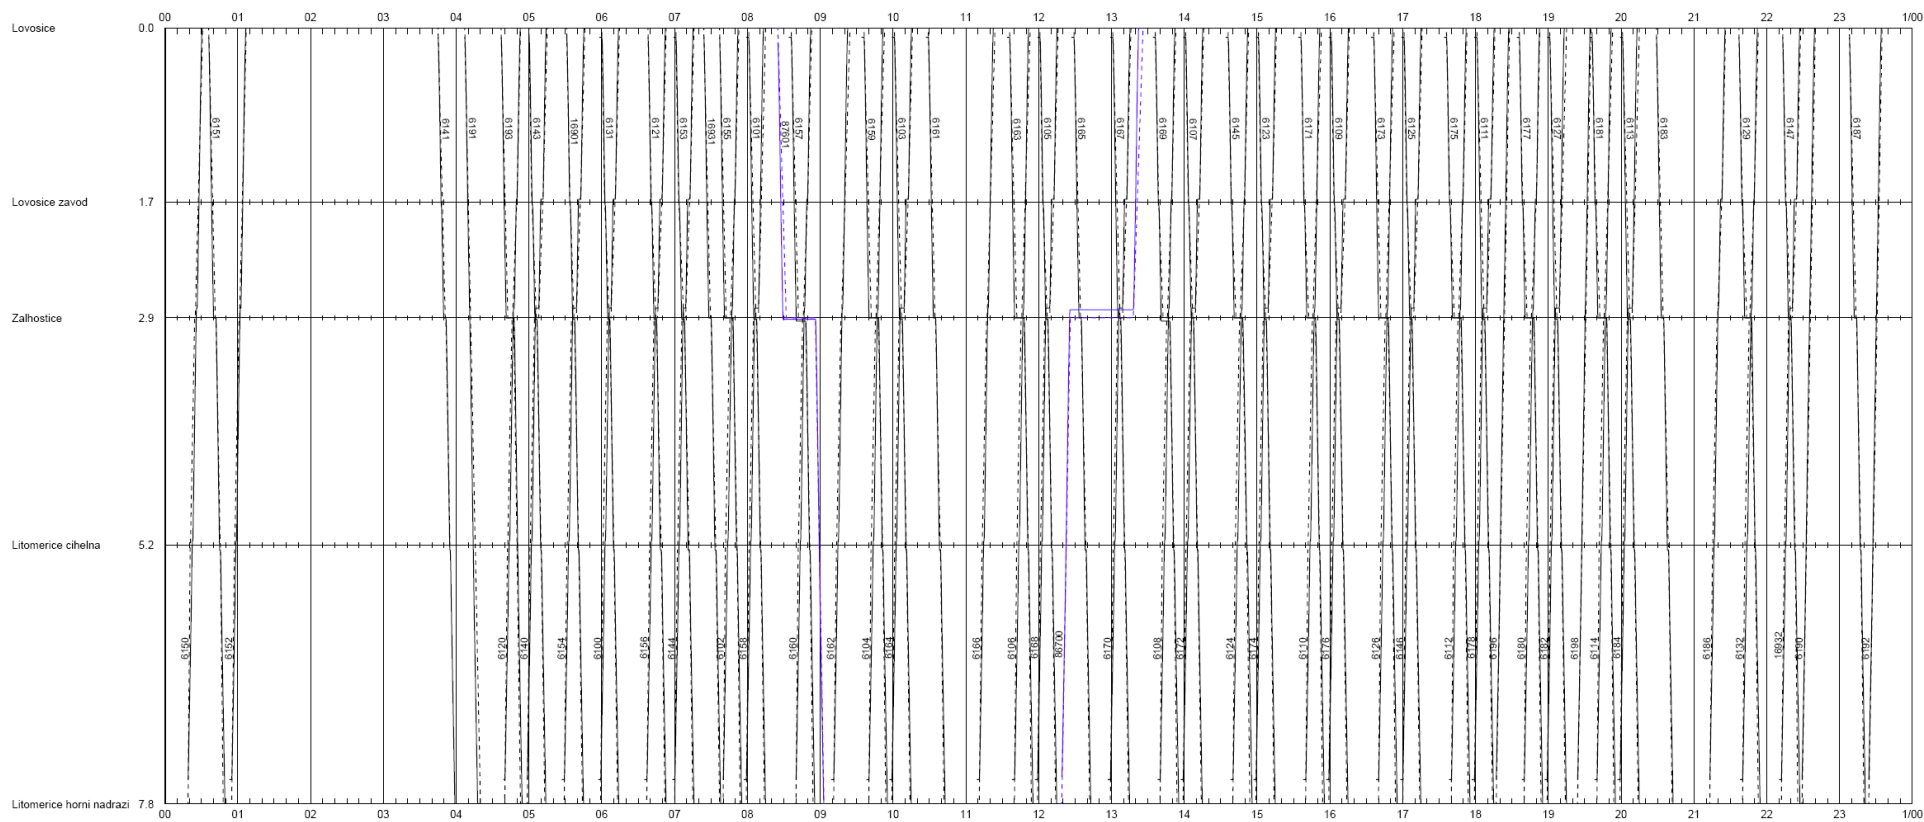 00 01 02 03 04 05 06 07 08 09 10 11 12 13 14 15 16 17 18 19 20 21 22 23 1/00
Lovosice 0.0
6151 6141 6191 6193 6143 16901 6131 6121 6153 16931 6155 6101 87601 6157 6159 6103 6161 6163 6105 6165 6167 6169 6107 6145 6123 6171 6109 6173 6125 6175 6111 6177 6127 6181 6113 6183 6129 6147 6187
Lovosice zavod 1.7
Zalhostice 2.9
Litomerice cihelna 5.2
6150 6152 6120 6140 6154 6100 6156 6144 6102 6158 6160 6162 6104 6164 6166 6106 6168 86700 6170 6108 6172 6124 6174 6110 6176 6126 6146 6112 6178 6196 6180 6182 6198 6114 6184 6186 6132 16932 6190 6192
Litomerice horni nadrazi 7.8
00 01 02 03 04 05 06 07 08 09 10 11 12 13 14 15 16 17 18 19 20 21 22 23 1/00